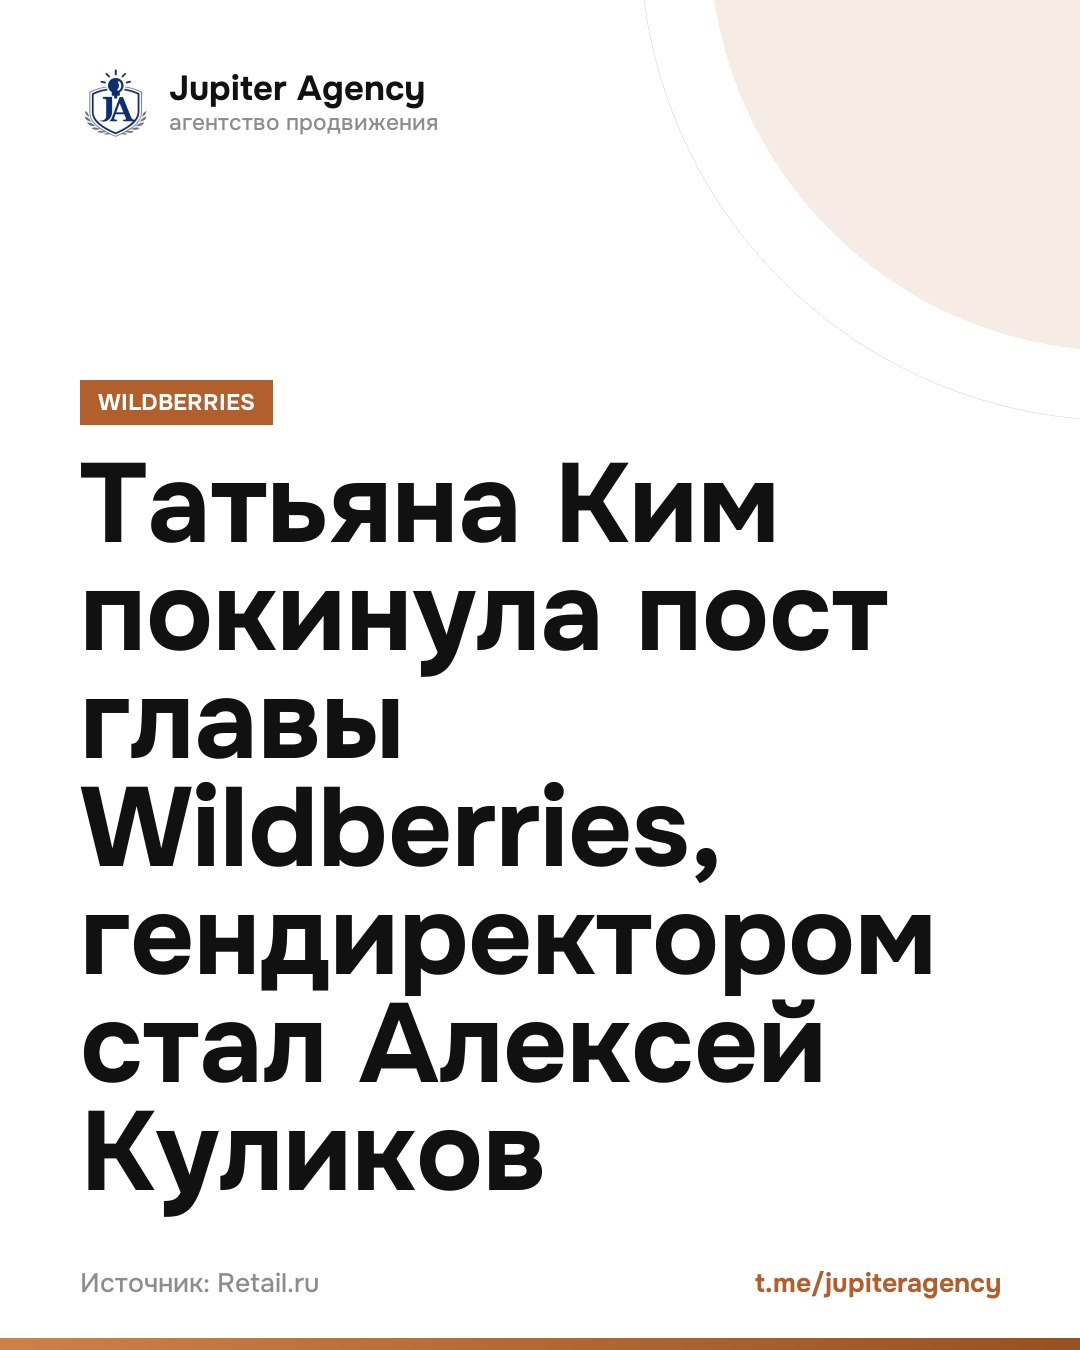 JA
Jupiter Agency
агентство продвижения
WILDBERRIES
Татьяна Ким
покинула пост
главы
Wildberries,
гендиректором
стал Алексей
Куликов
Источник: Retail.ru
t.me/jupiteragency